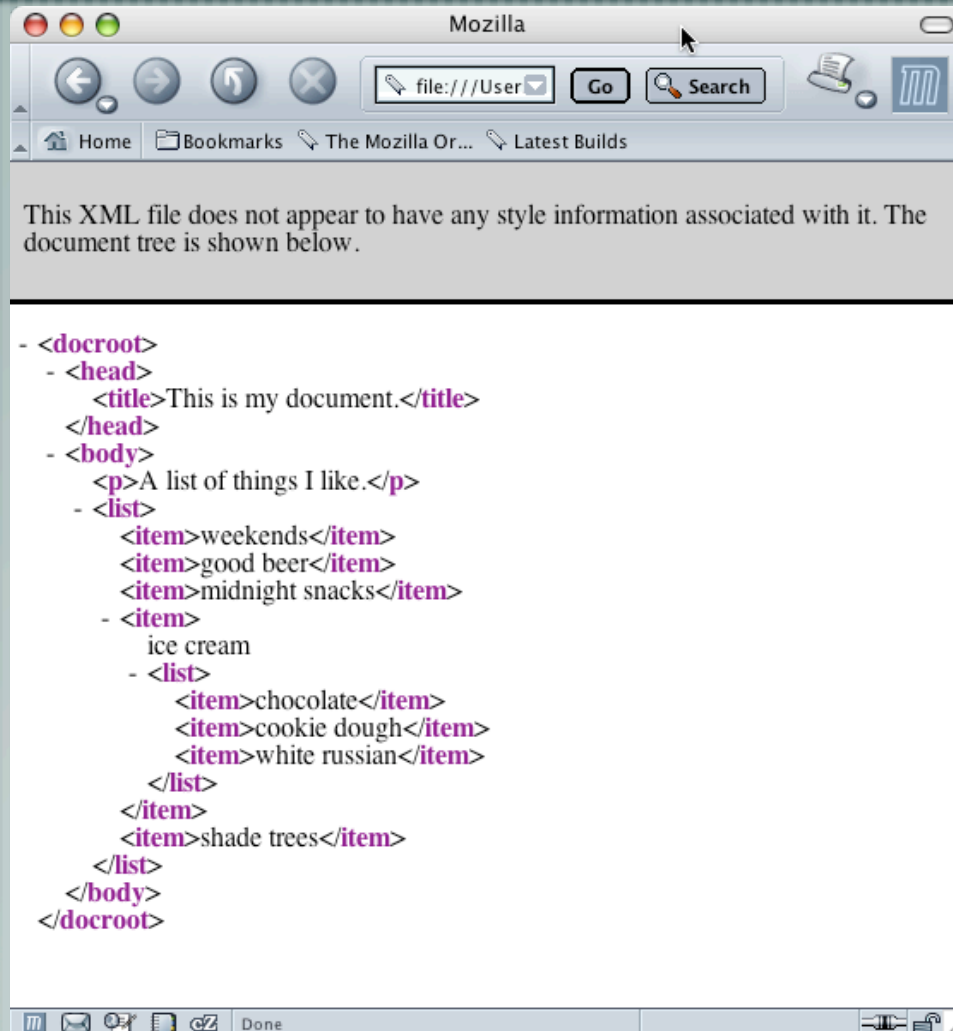 Mozilla
file:///User Go Search
Home Bookmarks The Mozilla Or... Latest Builds
This XML file does not appear to have any style information associated with it. The
document tree is shown below.
- <docroot>
- <head>
<title>This is my document.</title>
</head>
- <body>
<p>A list of things I like.</p>
- <list>
<item>weekends</item>
<item>good beer</item>
<item>midnight snacks</item>
- <item>
ice cream
- <list>
<item>chocolate</item>
<item>cookie dough</item>
<item>white russian</item>
</list>
</item>
<item>shade trees</item>
</list>
</body>
</docroot>
Done